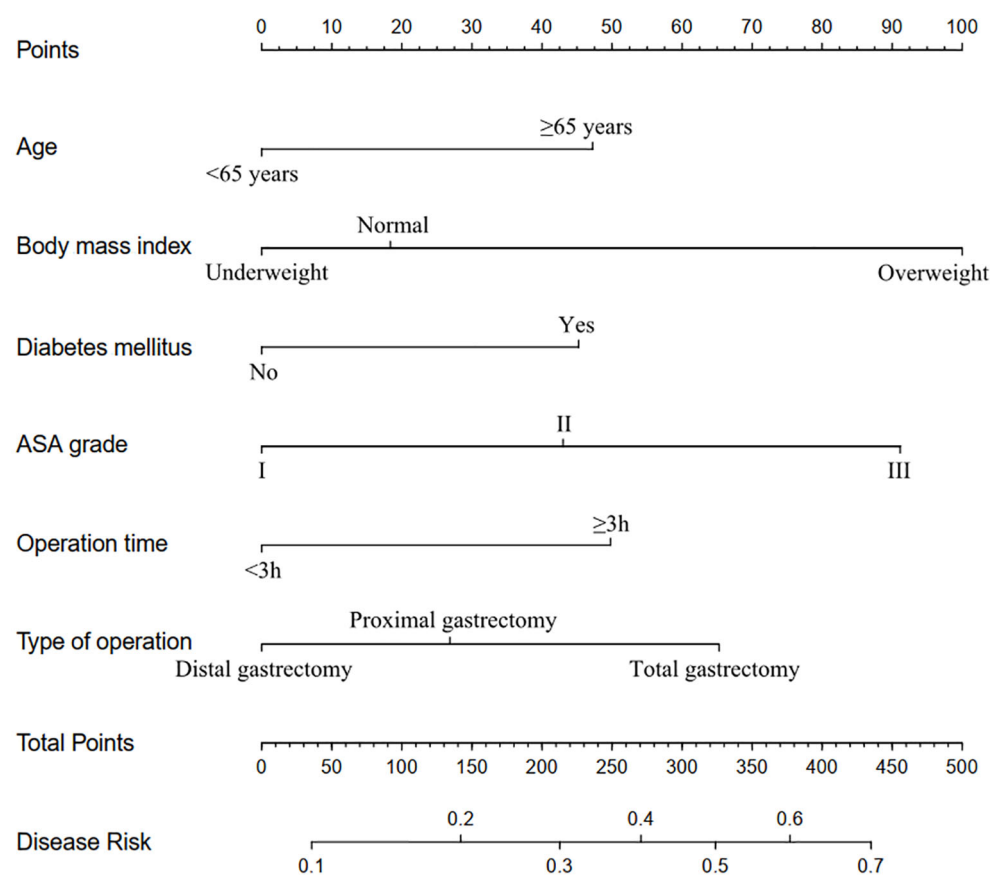 0 10 20 30 40 50 60 70 80 90 100
Points
≥65 years
Age
<65 years
Normal
Body mass index
Underweight Overweight
Yes
Diabetes mellitus
No
II
ASA grade
I III
≥3h
Operation time
<3h
Proximal gastrectomy
Type of operation
Distal gastrectomy Total gastrectomy
Total Points
0 50 100 150 200 250 300 350 400 450 500
0.2 0.4 0.6
Disease Risk
0.1 0.3 0.5 0.7